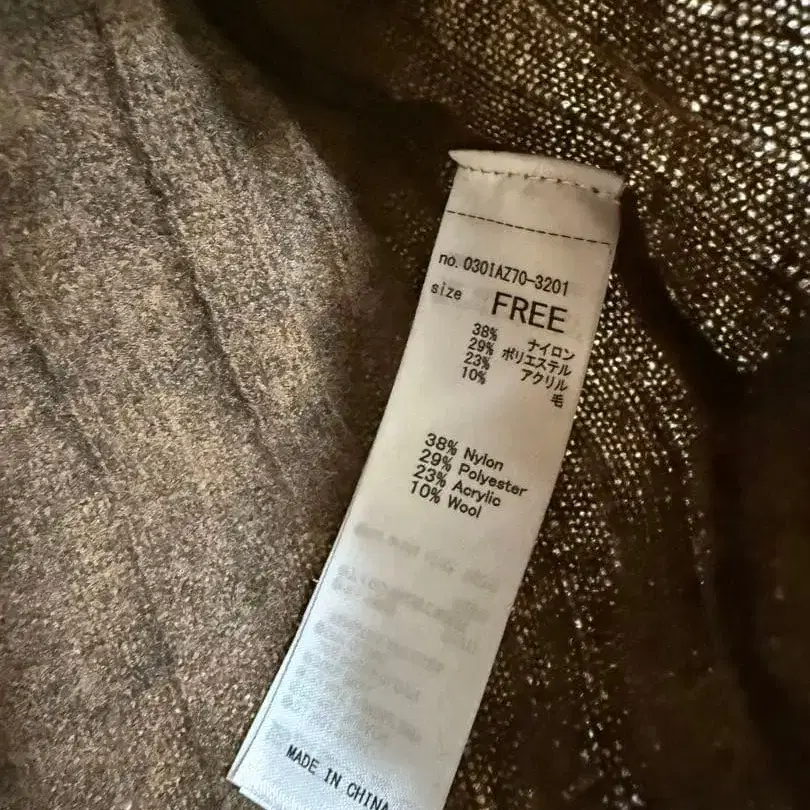 no. 030IAZ70-3201
size FREE
38% ナイロン
29% ポリエステル
23% アクリル
10% 毛
38% Nylon
29% Polyester
23% Acrylic
10% Wool
MADE IN CHINA